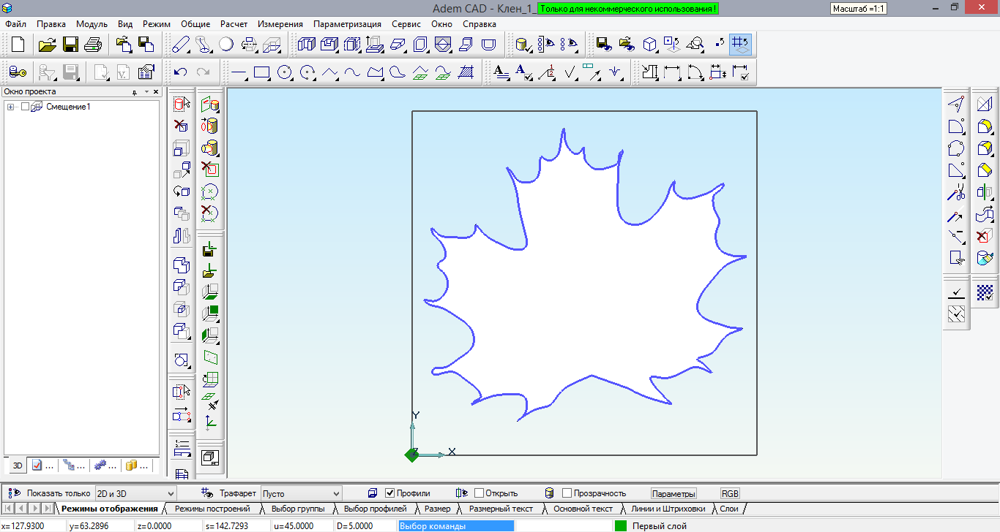 Adem CAD - Клен_1_ Только для некоммерческого использования ! Масштаб =1:1
Файл Правка Модуль Вид Режим Общие Расчет Измерения Параметризация Сервис Окно Справка
Окно проекта
Смещение1
Y
Z X
3D ... ... ... ...
Показать только 2D и 3D Трафарет Пусто Профили Открыть Прозрачность Параметры RGB
Режимы отображения Режимы построений Выбор группы Выбор профилей Размер Размерный текст Основной текст Линии и Штриховки Слои
x=127.9300 y=63.2896 z=0.0000 s=142.7293 u=45.0000 D=5.0000 Выбор команды Первый слой